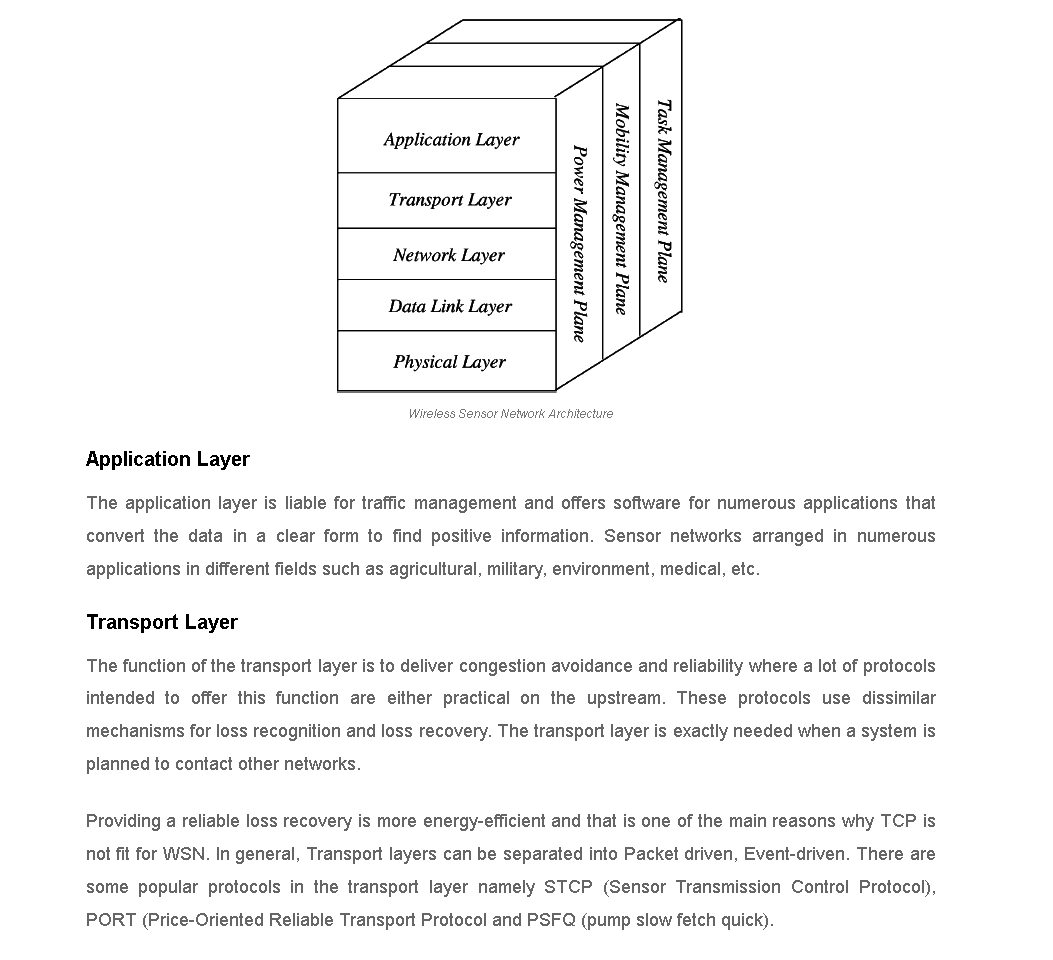 Application Layer
Transport Layer
Network Layer
Data Link Layer
Physical Layer
Power Management Plane
Mobility Management Plane
Task Management Plane
Wireless Sensor Network Architecture
Application Layer
The application layer is liable for traffic management and offers software for numerous applications that
convert the data in a clear form to find positive information. Sensor networks arranged in numerous
applications in different fields such as agricultural, military, environment, medical, etc.
Transport Layer
The function of the transport layer is to deliver congestion avoidance and reliability where a lot of protocols
intended to offer this function are either practical on the upstream. These protocols use dissimilar
mechanisms for loss recognition and loss recovery. The transport layer is exactly needed when a system is
planned to contact other networks.
Providing a reliable loss recovery is more energy-efficient and that is one of the main reasons why TCP is
not fit for WSN. In general, Transport layers can be separated into Packet driven, Event-driven. There are
some popular protocols in the transport layer namely STCP (Sensor Transmission Control Protocol),
PORT (Price-Oriented Reliable Transport Protocol and PSFQ (pump slow fetch quick).